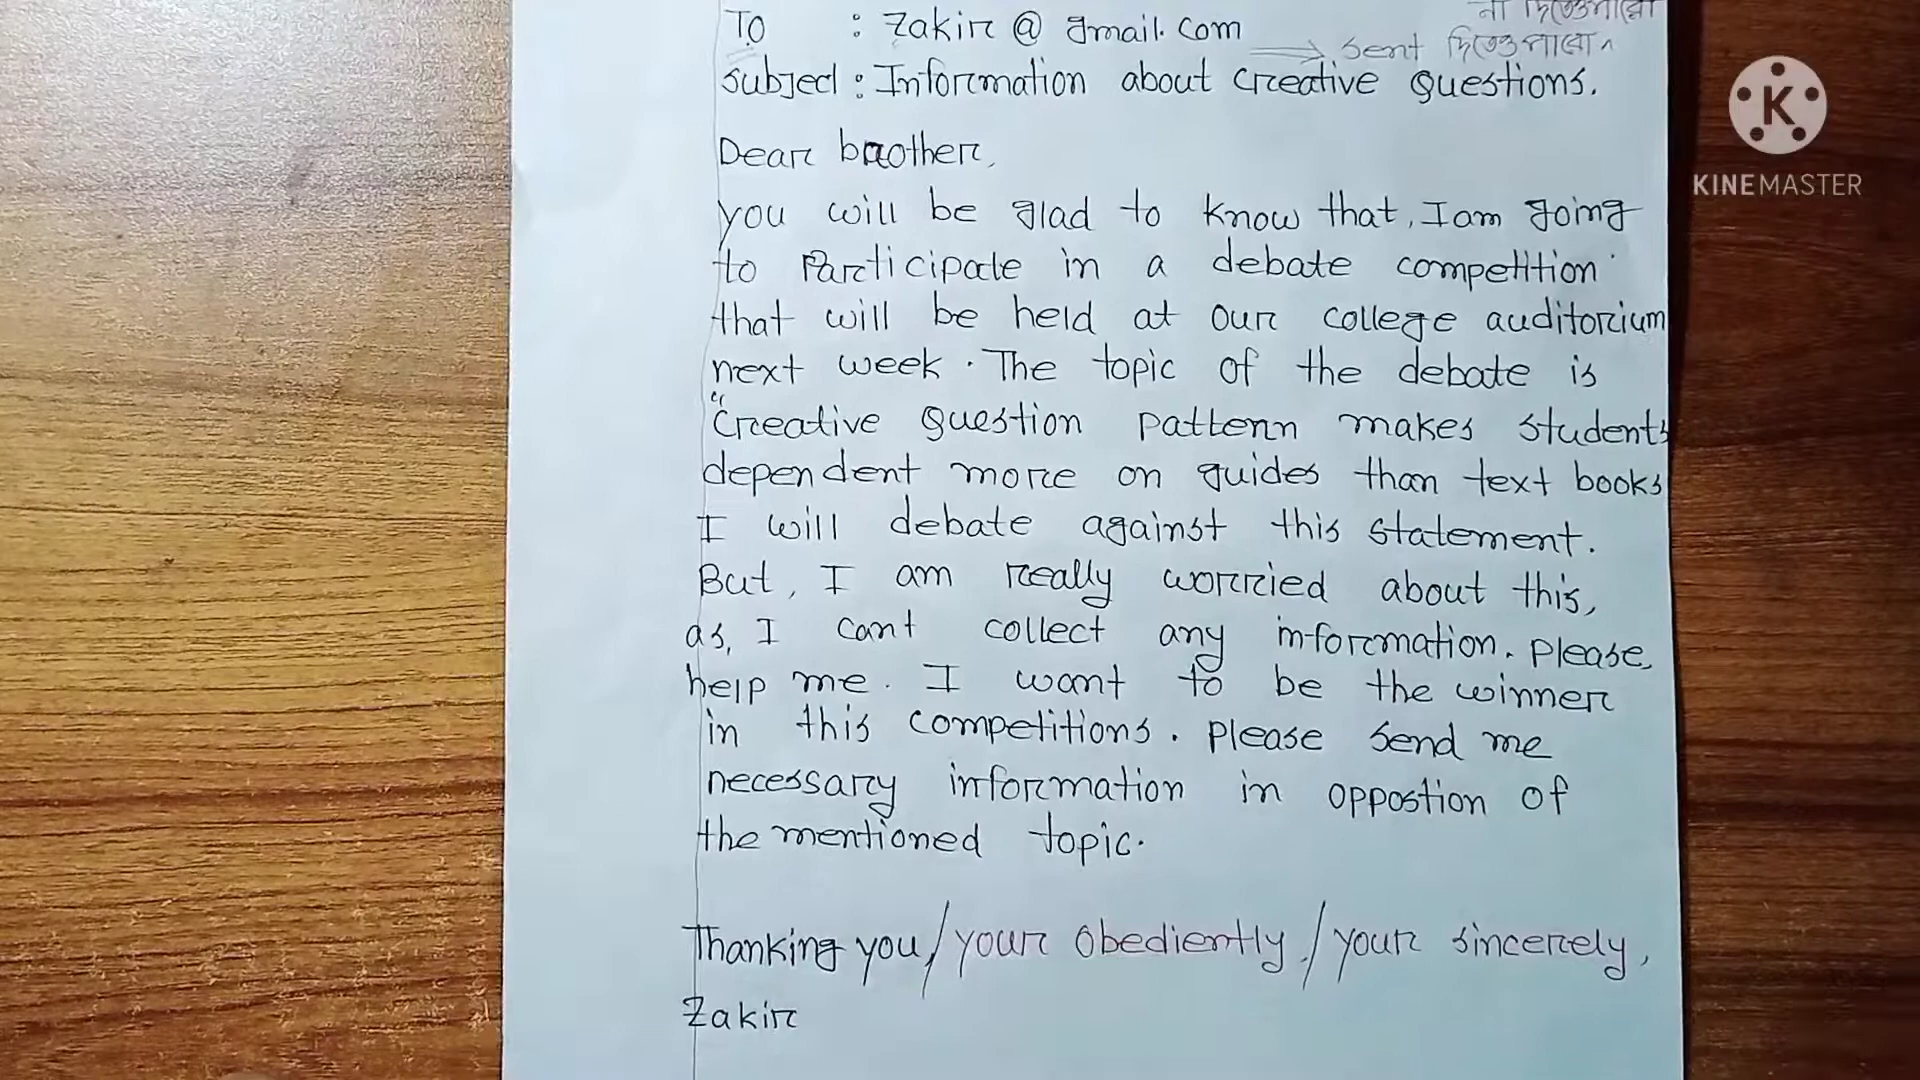 না দিতেও পারো
To : Zakir @ gmail. Com
→ Sent দিতেও পারো
Subject : Information about Creative Questions.
Dear brother,
you will be glad to know that, I am going
to Participate in a debate competition
that will be held at our college auditorium
next week. The topic of the debate is
"Creative Question Pattern makes students
dependent more on guides than text books
I will debate against this statement.
But, I am really worried about this,
as, I cant collect any information. Please,
help me. I want to be the winner
in this competitions. Please send me
necessary information in oppostion of
the mentioned topic.
Thanking you,/your Obediently,/your sincerely,
Zakir
KINEMASTER